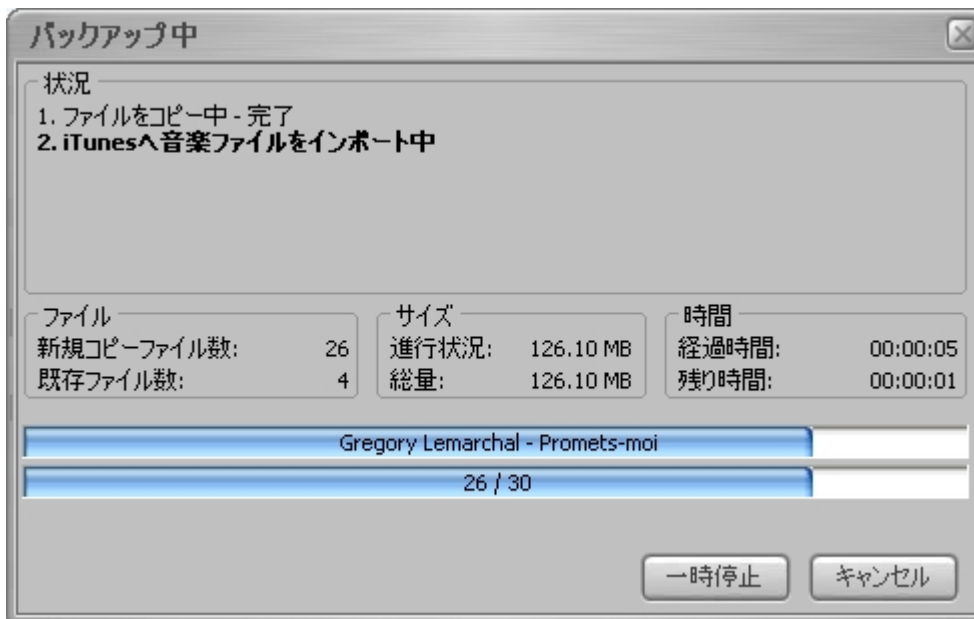 バックアップ中
状況
1. ファイルをコピー中 - 完了
2. iTunesへ音楽ファイルをインポート中
ファイル
新規コピーファイル数: 26
既存ファイル数: 4
サイズ
進行状況: 126.10 MB
総量: 126.10 MB
時間
経過時間: 00:00:05
残り時間: 00:00:01
Gregory Lemarchal - Promets-moi
26 / 30
一時停止
キャンセル